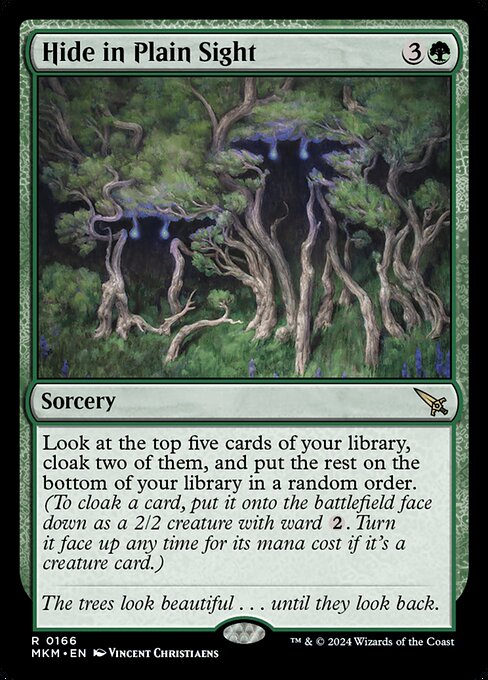 Hide in Plain Sight 3
Sorcery
Look at the top five cards of your library,
cloak two of them, and put the rest on the
bottom of your library in a random order.
(To cloak a card, put it onto the battlefield face
down as a 2/2 creature with ward 2. Turn
it face up any time for its mana cost if it's a
creature card.)
The trees look beautiful . . . until they look back.
R 0166
MKM • EN Vincent Christiaens
™ & © 2024 Wizards of the Coast